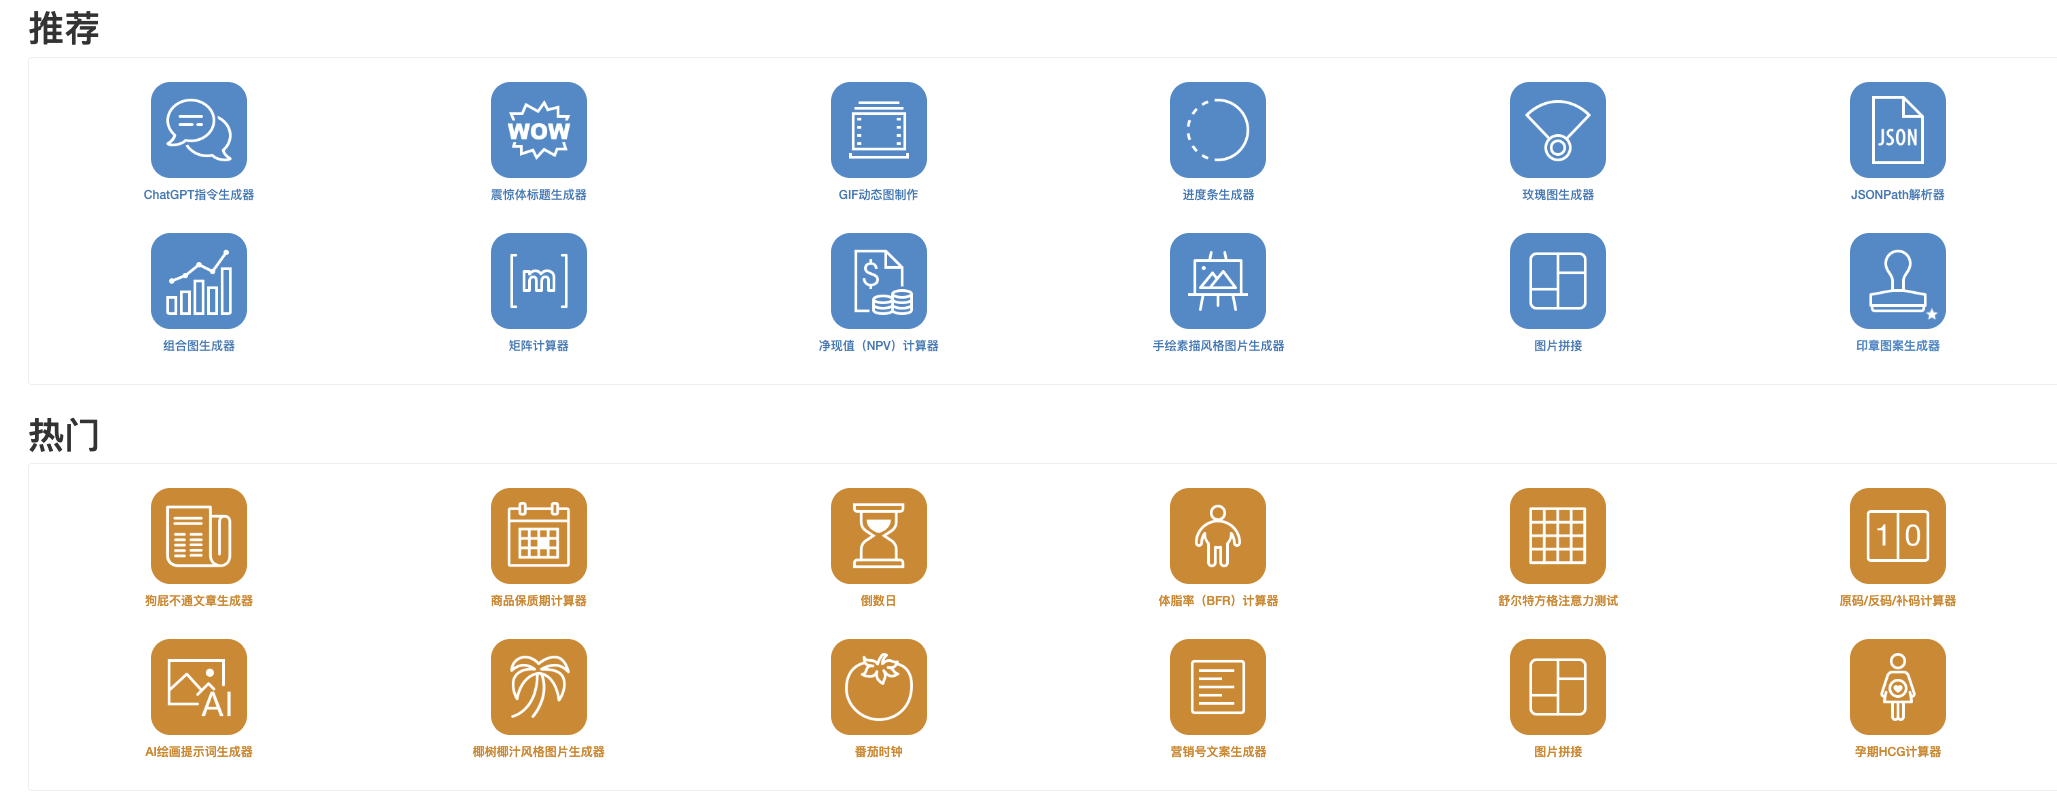 推荐
WOW
JSON
ChatGPT指令生成器
震惊体标题生成器
GIF动态图制作
进度条生成器
玫瑰图生成器
JSONPath解析器
[m]
$
组合图生成器
矩阵计算器
净现值（NPV）计算器
手绘素描风格图片生成器
图片拼接
印章图案生成器
热门
10
狗屁不通文章生成器
商品保质期计算器
倒数日
体脂率（BFR）计算器
舒尔特方格注意力测试
原码/反码/补码计算器
AI
AI绘画提示词生成器
椰树椰汁风格图片生成器
番茄时钟
营销号文案生成器
图片拼接
孕期HCG计算器